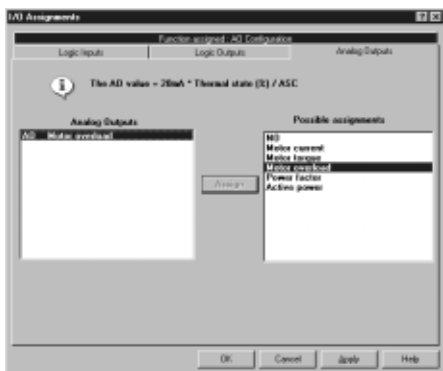 I/O Assignments
Function assigned : AO Configuration
Logic Inputs
Logic Outputs
Analog Outputs
The AO value = 20mA * Thermal state (%) / ASC
Analog Outputs
AO Motor overload
Assign
Possible assignments
NO
Motor current
Motor torque
Motor overload
Power factor
Active power
OK
Cancel
Apply
Help